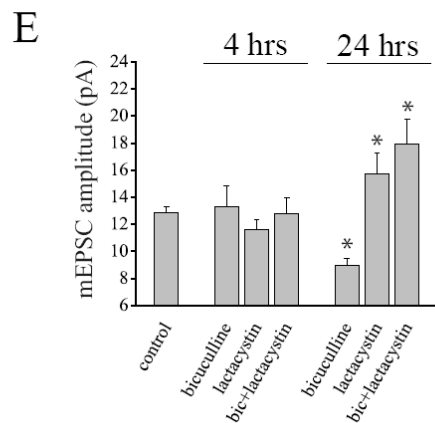 E
4 hrs 24 hrs
mEPSC amplitude (pA)
24
22
20
18
16
14
12
10
8
6
* * *
control
bicuculline
lactacystin
bic+lactacystin
bicuculline
lactacystin
bic+lactacystin